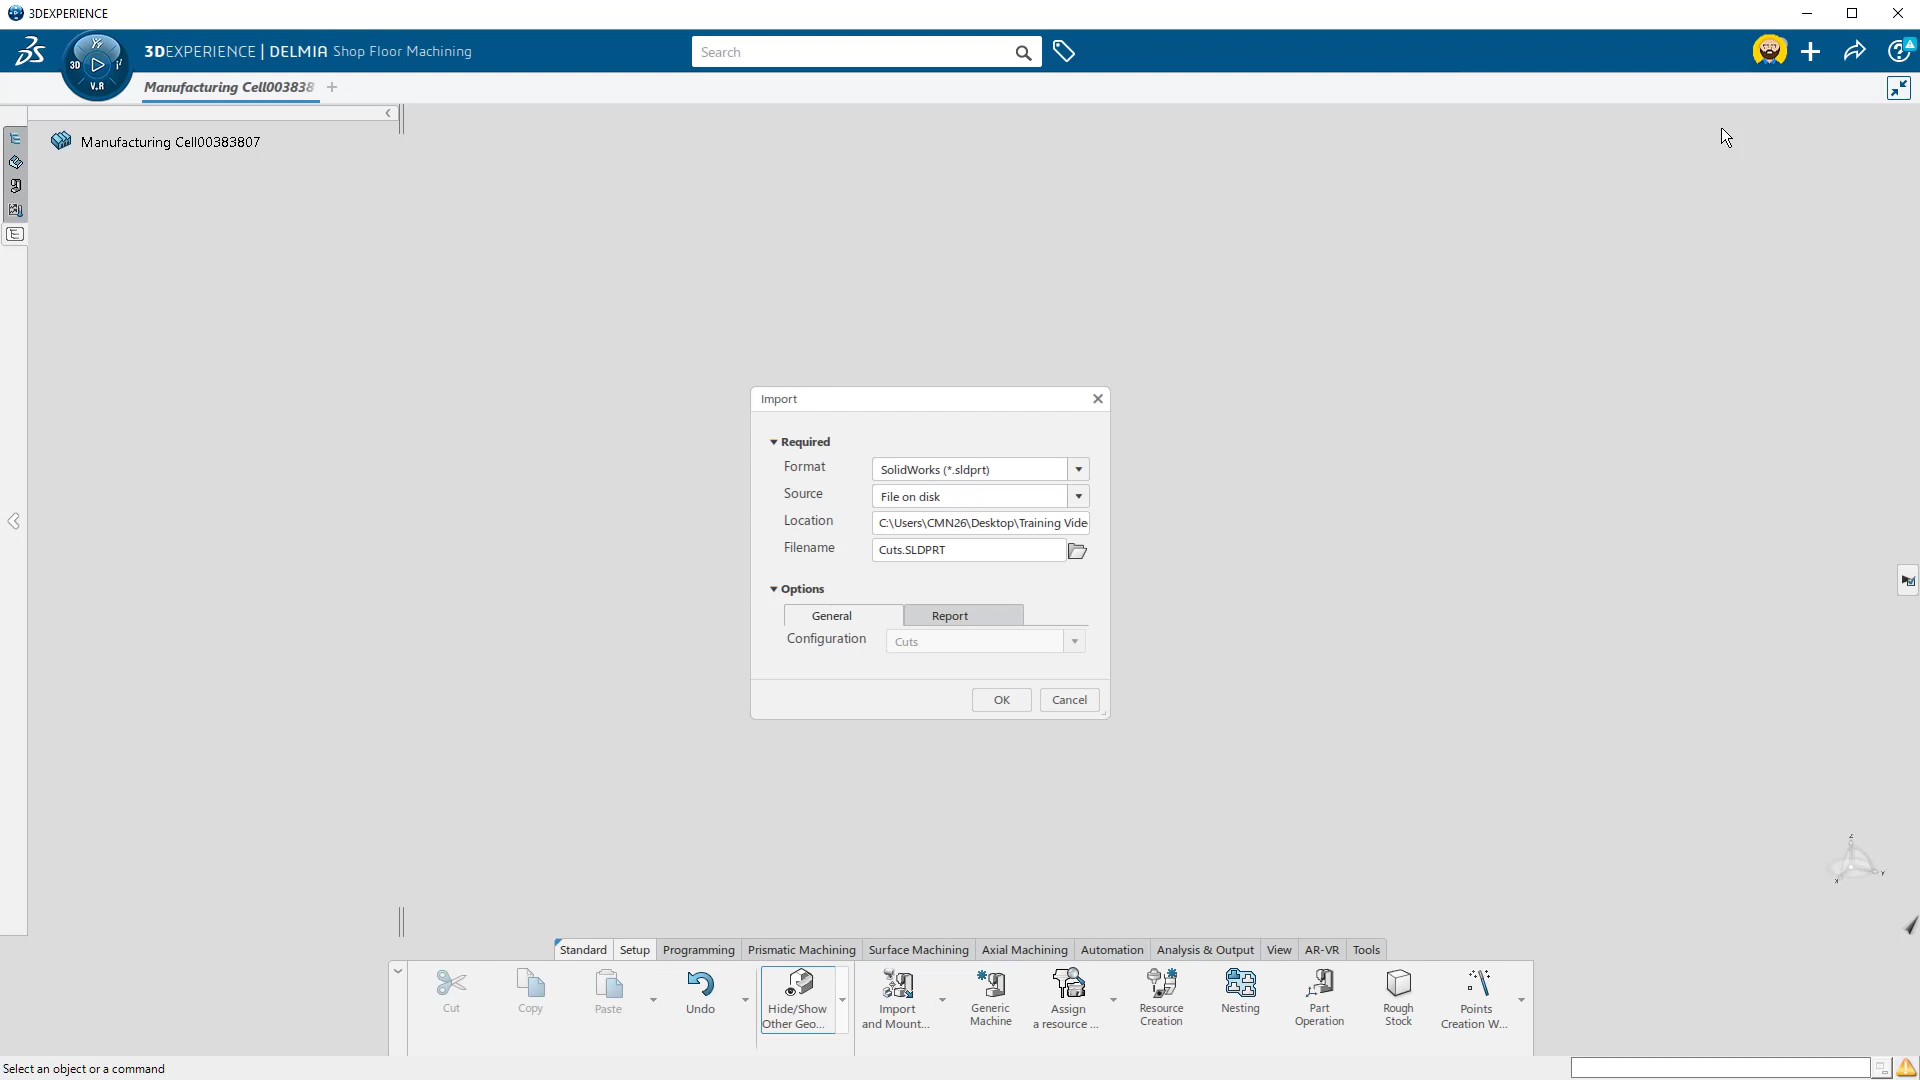 3DEXPERIENCE
3DEXPERIENCE | DELMIA Shop Floor Machining
Search
3D
V.R
Manufacturing Cell003838
Manufacturing Cell00383807
Import
Required
Format
SolidWorks (*.sldprt)
Source
File on disk
Location
C:\Users\CMN26\Desktop\Training Vide
Filename
Cuts.SLDPRT
Options
General
Report
Configuration
Cuts
OK
Cancel
Z
X
Y
Standard
Setup
Programming
Prismatic Machining
Surface Machining
Axial Machining
Automation
Analysis & Output
View
AR-VR
Tools
Cut
Copy
Paste
Undo
Hide/Show
Other Geo...
Import
and Mount...
Generic
Machine
Assign
a resource ...
Resource
Creation
Nesting
Part
Operation
Rough
Stock
Points
Creation W...
Select an object or a command